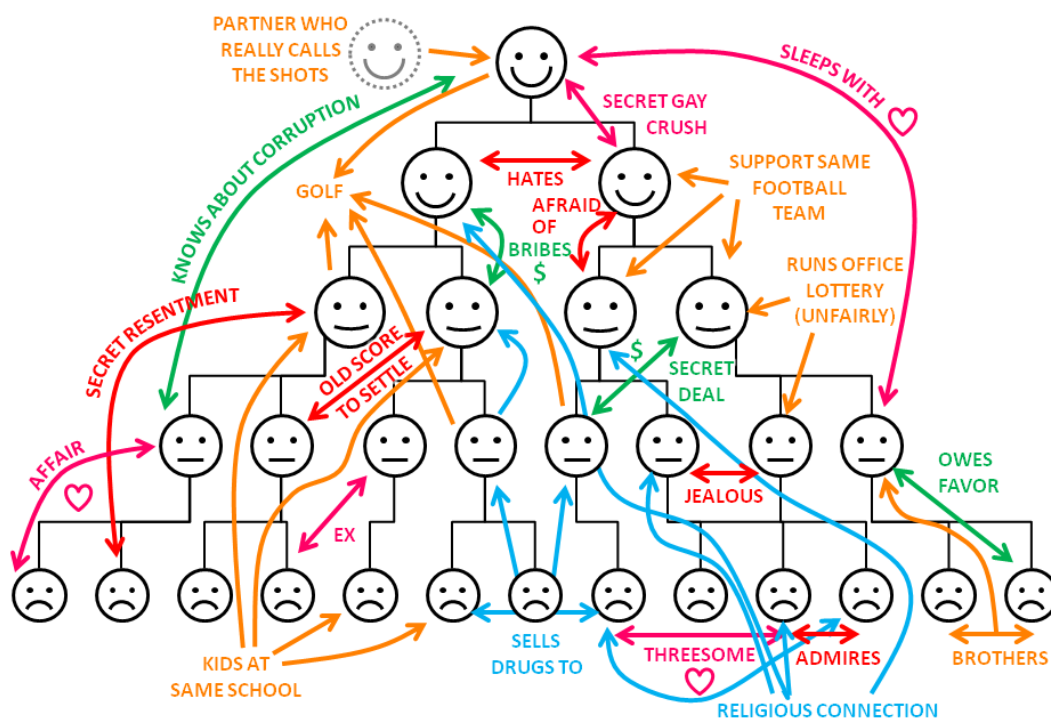 PARTNER WHO
REALLY CALLS
THE SHOTS
SLEEPS WITH
SECRET GAY
CRUSH
KNOWS ABOUT CORRUPTION
GOLF
HATES
SUPPORT SAME
FOOTBALL
TEAM
AFRAID
OF
BRIBES
$
RUNS OFFICE
LOTTERY
(UNFAIRLY)
SECRET RESENTMENT
OLD SCORE
TO SETTLE
$
SECRET
DEAL
AFFAIR
JEALOUS
OWES
FAVOR
EX
KIDS AT
SAME SCHOOL
SELLS
DRUGS TO
THREESOME
ADMIRES
BROTHERS
RELIGIOUS CONNECTION